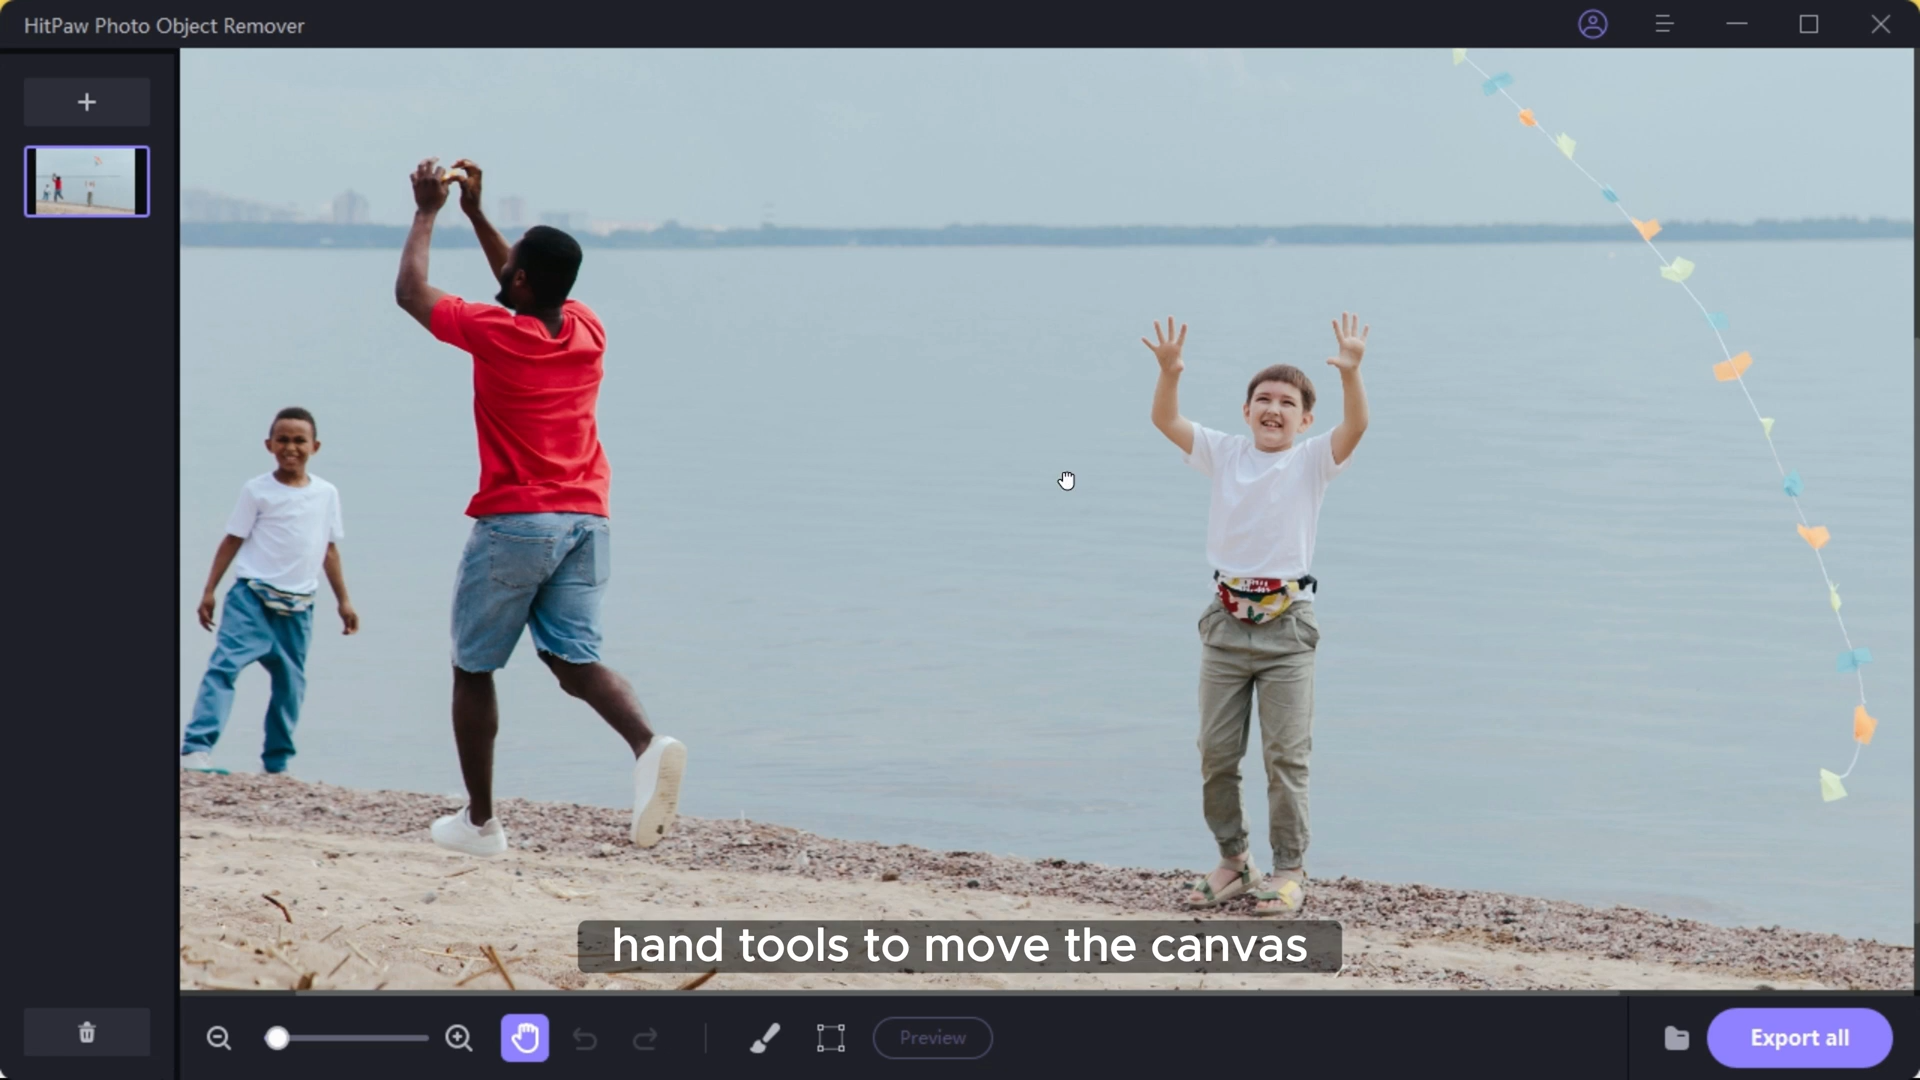 HitPaw Photo Object Remover
hand tools to move the canvas
Preview
Export all